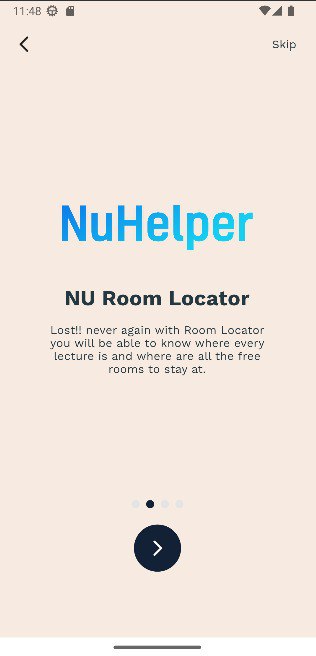 11:48
Skip
NuHelper
NU Room Locator
Lost!! never again with Room Locator
you will be able to know where every
lecture is and where are all the free
rooms to stay at.